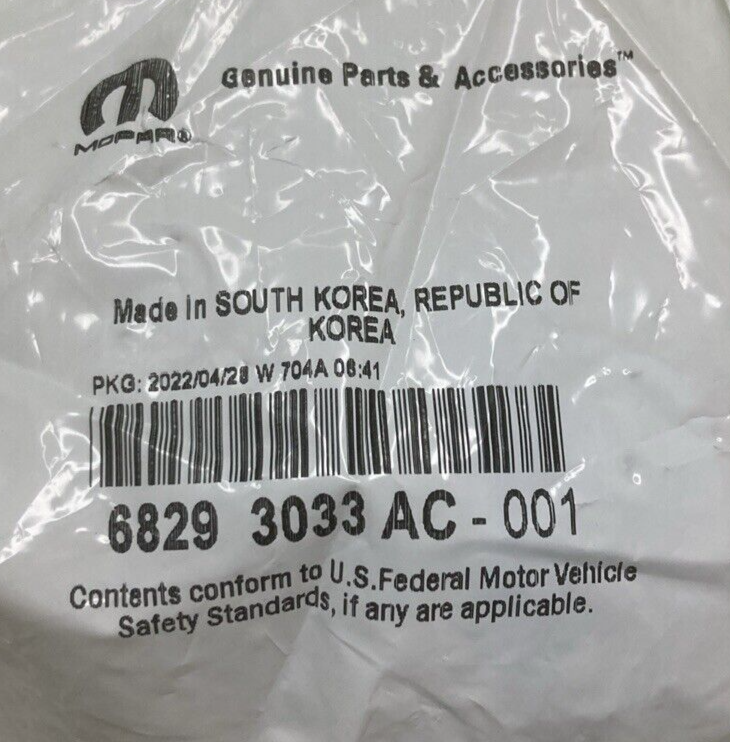 Genuine Parts & Accessories™
MOPAR®
Made in SOUTH KOREA, REPUBLIC OF
KOREA
PKG: 2022/04/28 W 704A 06:41
6829 3033 AC - 001
Contents conform to U.S.Federal Motor Vehicle
Safety Standards, if any are applicable.